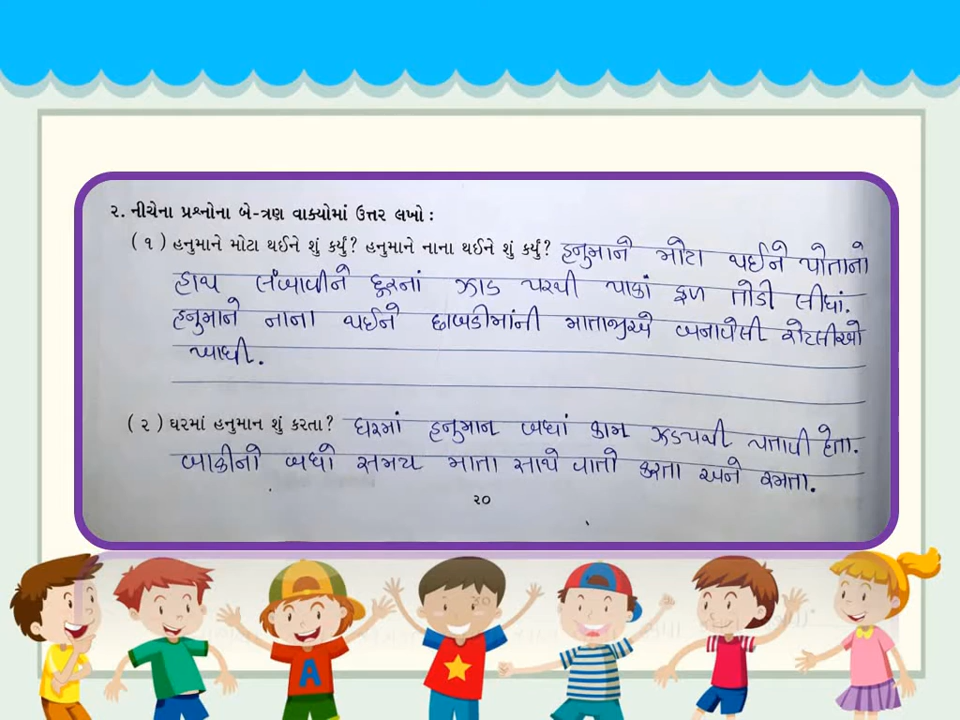 ૨. નીચેના પ્રશ્નોના બે-ત્રણ વાક્યોમાં ઉત્તર લખો :
( ૧ ) હનુમાને મોટા થઈને શું કર્યું? હનુમાને નાના થઈને શું કર્યું? હનુમાને મોટા થઈને પોતાનો
હાથ લંબાવીને દૂરનાં ઝાડ પરથી પાકાં ફળ તોડી લીધાં.
હનુમાને નાના થઈને છાબડીમાંની માતાજીએ બનાવેલી રોટલીઓ
ખાધી.
( ૨ ) ઘરમાં હનુમાન શું કરતા? ઘરમાં હનુમાન બધાં કામ ઝડપથી પતાવી દેતા.
બાકીનો બધો સમય માતા સાથે વાતો કરતા અને રમતા.
૨૦
A